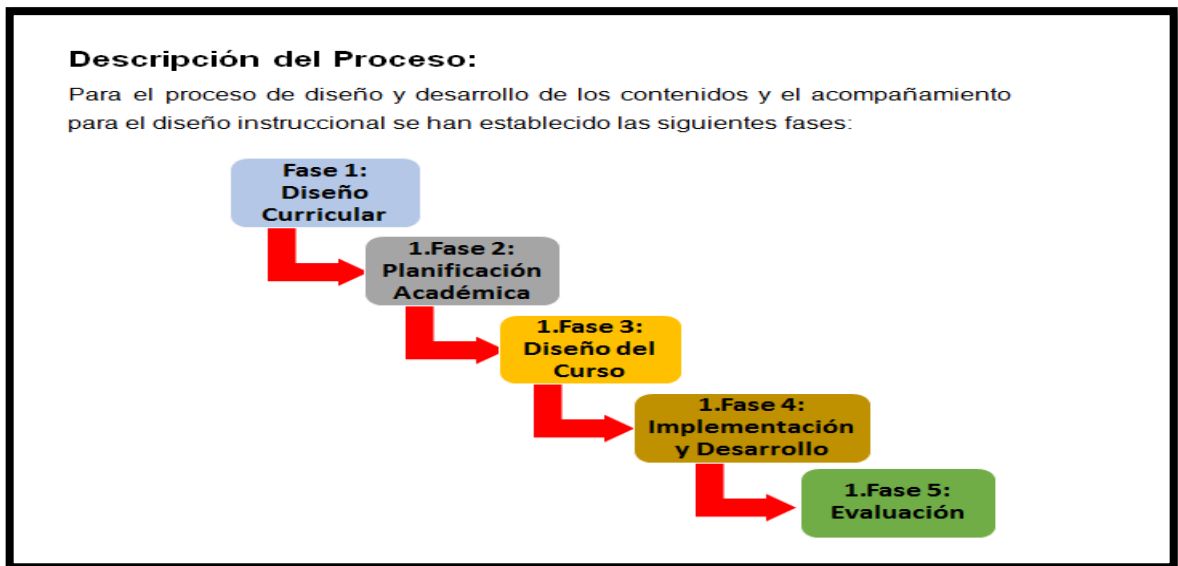 Descripción del Proceso:
Para el proceso de diseño y desarrollo de los contenidos y el acompañamiento
para el diseño instruccional se han establecido las siguientes fases:
Fase 1:
Diseño
Curricular
1.Fase 2:
Planificación
Académica
1.Fase 3:
Diseño del
Curso
1.Fase 4:
Implementación
y Desarrollo
1.Fase 5:
Evaluación